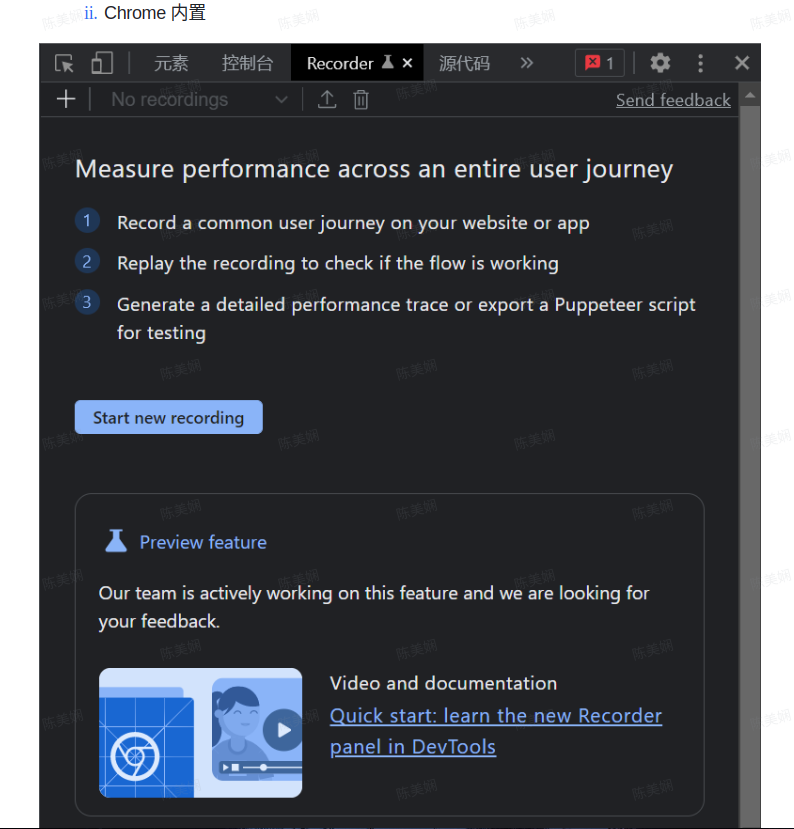 ii. Chrome 内置
元素 控制台 Recorder 源代码 1
No recordings Send feedback
Measure performance across an entire user journey
1 Record a common user journey on your website or app
2 Replay the recording to check if the flow is working
3 Generate a detailed performance trace or export a Puppeteer script
for testing
Start new recording
Preview feature
Our team is actively working on this feature and we are looking for
your feedback.
Video and documentation
Quick start: learn the new Recorder
panel in DevTools
陈美娴